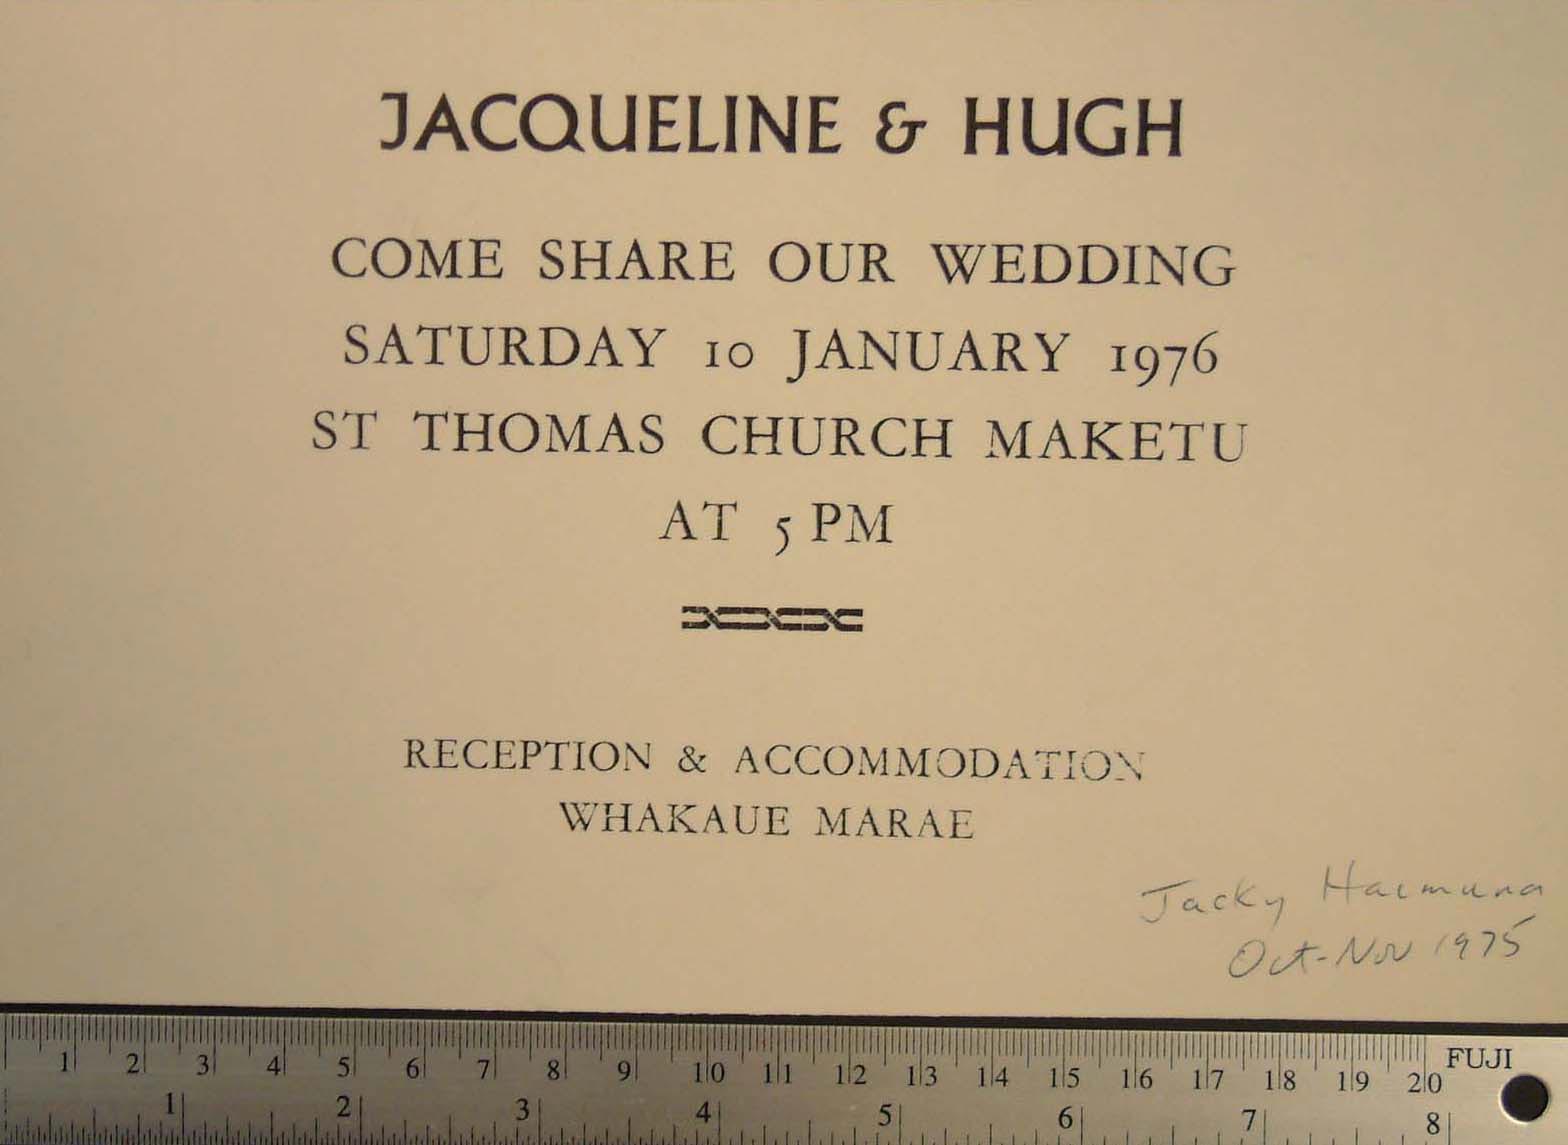 JACQUELINE & HUGH
COME SHARE OUR WEDDING
SATURDAY 10 JANUARY 1976
ST THOMAS CHURCH MAKETU
AT 5 PM
RECEPTION & ACCOMMODATION
WHAKAUE MARAE
Jacky Haimuna
Oct-Nov 1975
1 2 3 4 5 6 7 8 9 10 11 12 13 14 15 16 17 18 19 20 FUJI
1 2 3 4 5 6 7 8